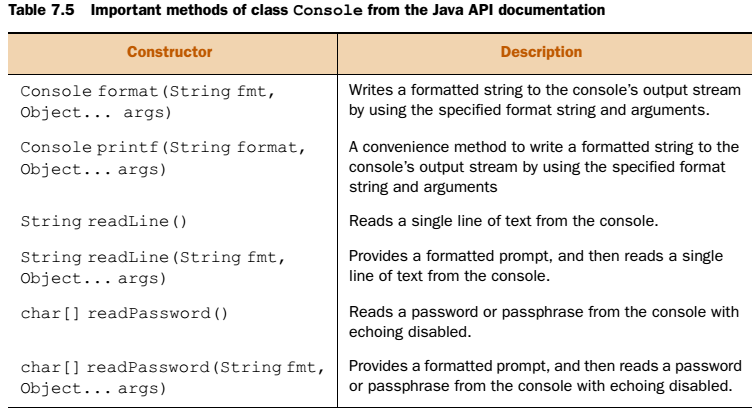 Table 7.5 Important methods of class Console from the Java API documentation
Constructor Description
Console format(String fmt, Object... args)
Writes a formatted string to the console's output stream
by using the specified format string and arguments.
Console printf(String format, Object... args)
A convenience method to write a formatted string to the
console's output stream by using the specified format
string and arguments
String readLine()
Reads a single line of text from the console.
String readLine(String fmt, Object... args)
Provides a formatted prompt, and then reads a single
line of text from the console.
char[] readPassword()
Reads a password or passphrase from the console with
echoing disabled.
char[] readPassword(String fmt, Object... args)
Provides a formatted prompt, and then reads a password
or passphrase from the console with echoing disabled.